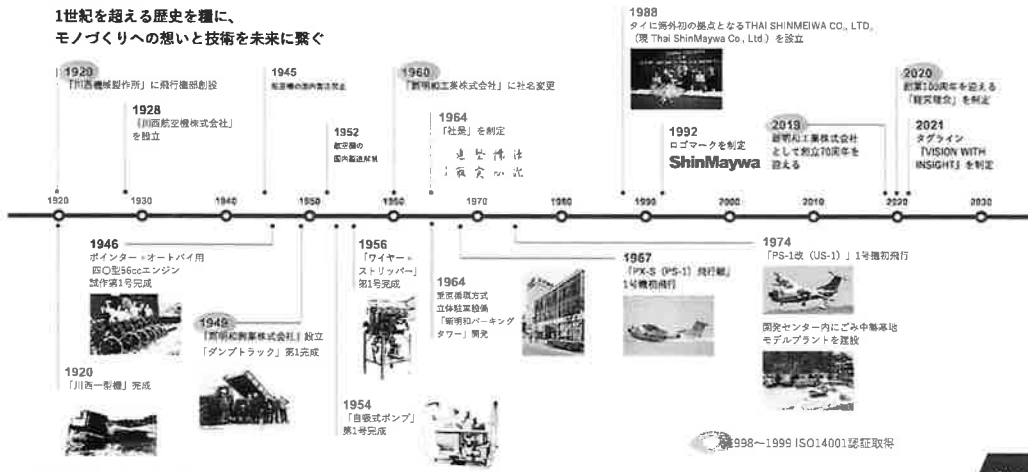 1世紀を超える歴史を糧に、
モノづくりへの想いと技術を未来に繋ぐ
1920
「川西機械製作所」に飛行機部創設
1928
「川西航空機株式会社」
を設立
1945
航空機の国内製造禁止
1952
航空機の
国内製造解禁
1960
「新明和工業株式会社」に社名変更
1964
「社是」を制定
1988
タイに海外初の拠点となるTHAI SHINMEIWA CO., LTD.
（現 Thai ShinMaywa Co., Ltd.）を設立
1992
ロゴマークを制定
ShinMaywa
2019
新明和工業株式会社
として創立70周年を
迎える
2020
創業100周年を迎える
「経営理念」を制定
2021
タグライン
「VISION WITH
INSIGHT」を制定
1920 1930 1940 1950 1960 1970 1980 1990 2000 2010 2020 2030
1946
ポインター・オートバイ用
四〇型56ccエンジン
試作第1号完成
1920
「川西一型機」完成
1949
「新明和興業株式会社」設立
「ダンプトラック」第1完成
1956
「ワイヤー・
ストリッパー」
第1号完成
1954
「自吸式ポンプ」
第1号完成
1964
垂直循環方式
立体駐車設備
「新明和パーキング
タワー」開発
1967
「PX-S（PS-1）飛行艇」
1号機初飛行
1974
「PS-1改（US-1）」1号機初飛行
開発センター内にごみ中継基地
モデルプラントを建設
1998～1999 ISO14001認証取得